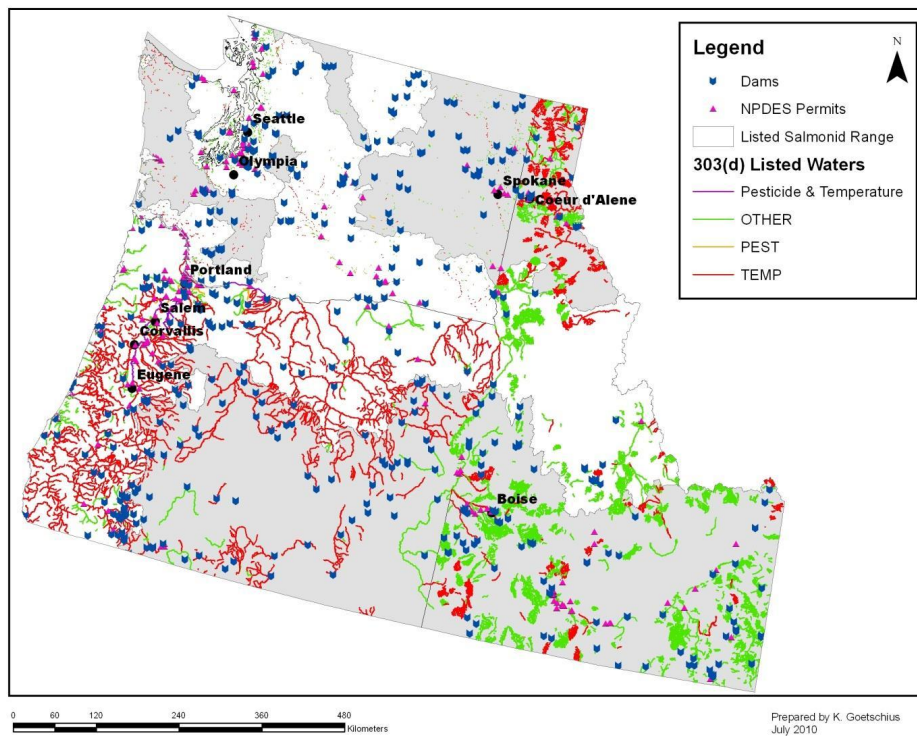 Legend
N
Dams
NPDES Permits
Listed Salmonid Range
303(d) Listed Waters
Pesticide & Temperature
OTHER
PEST
TEMP
Seattle
Olympia
Spokane
Coeur d'Alene
Portland
Salem
Corvallis
Eugene
Boise
0 60 120 240 360 480
Kilometers
Prepared by K. Goetschius
July 2010